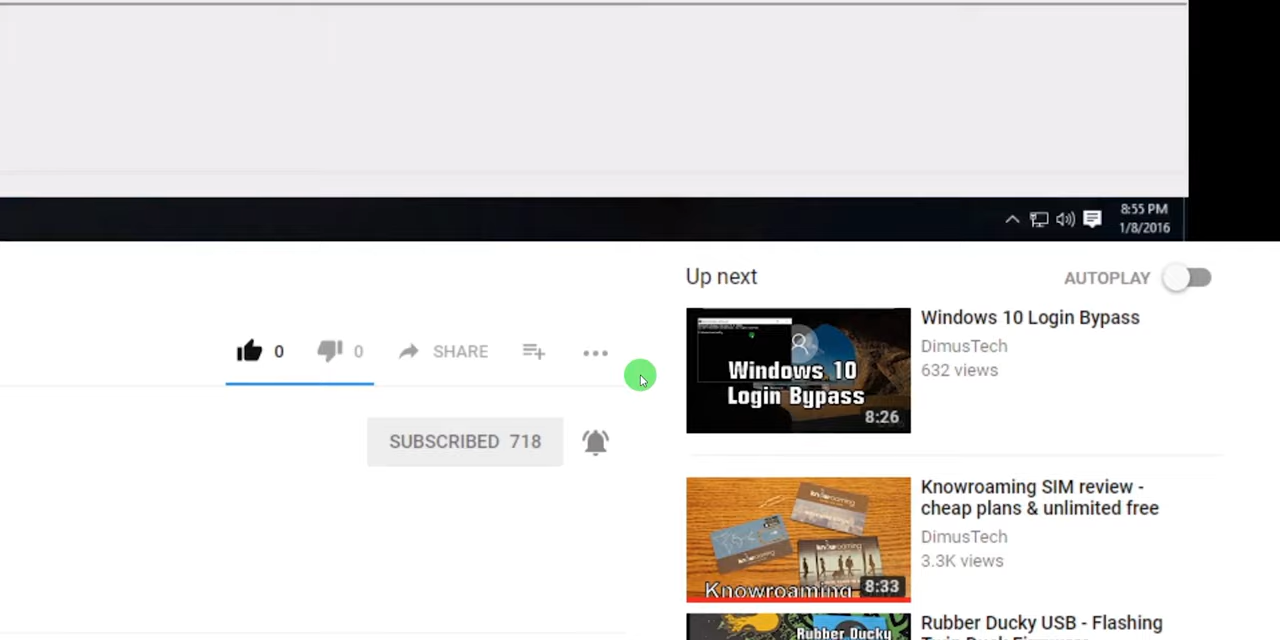 8:55 PM
1/8/2016
Up next
AUTOPLAY
0
0
SHARE
SUBSCRIBED 718
Windows 10
Login Bypass
8:26
Windows 10 Login Bypass
DimusTech
632 views
Knowroaming
8:33
Knowroaming SIM review -
cheap plans & unlimited free
DimusTech
3.3K views
Rubber Ducky
Rubber Ducky USB - Flashing